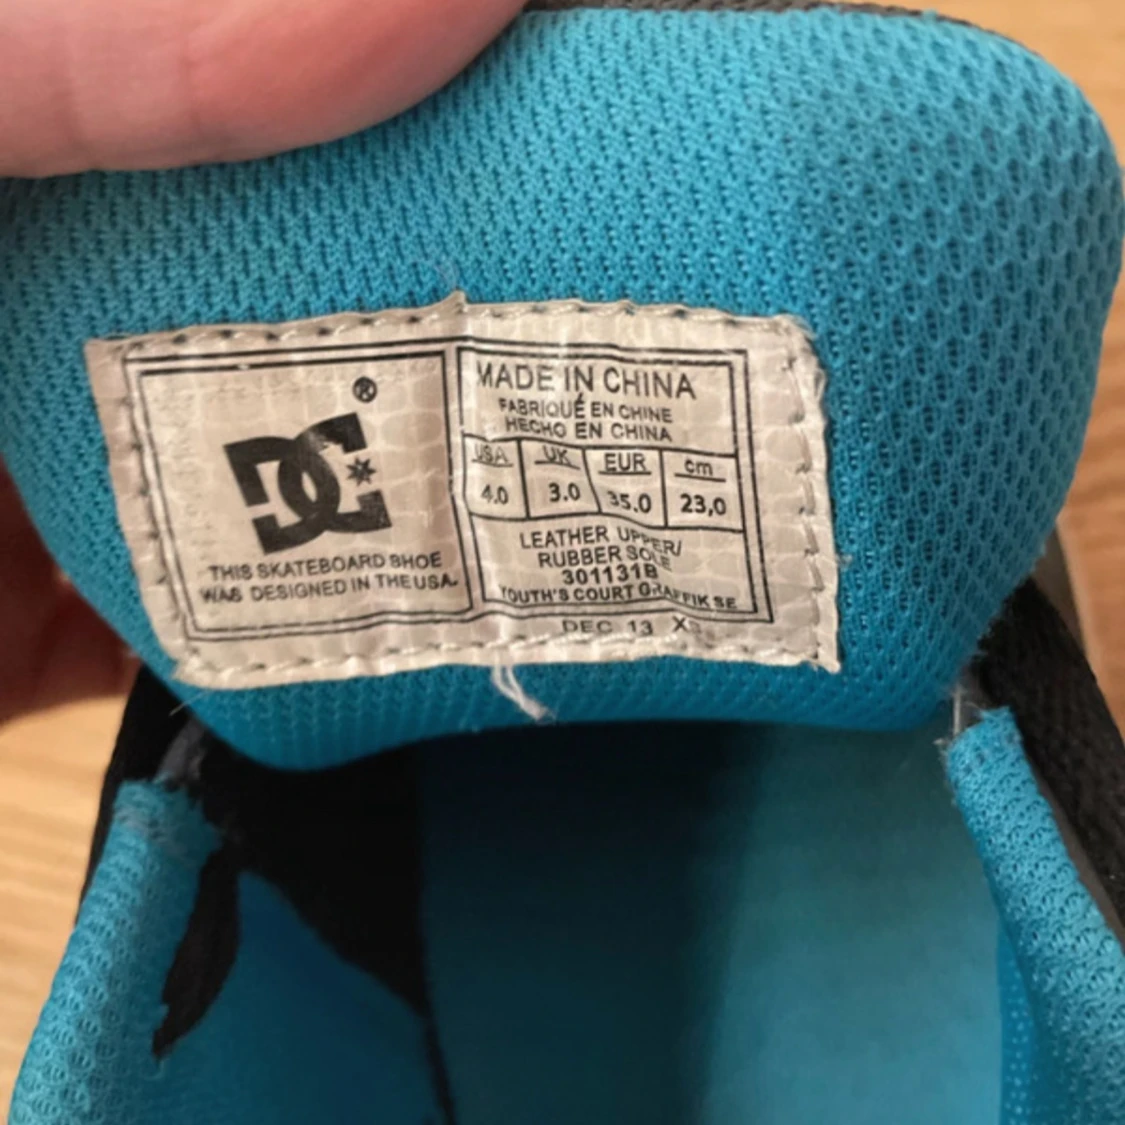 ®
DC
THIS SKATEBOARD SHOE
WAS DESIGNED IN THE USA.
MADE IN CHINA
FABRIQUÉ EN CHINE
HECHO EN CHINA
USA UK EUR cm
4.0 3.0 35.0 23,0
LEATHER UPPER/
RUBBER SOLE
301131B
YOUTH'S COURT GRAFFIK SE
DEC 13